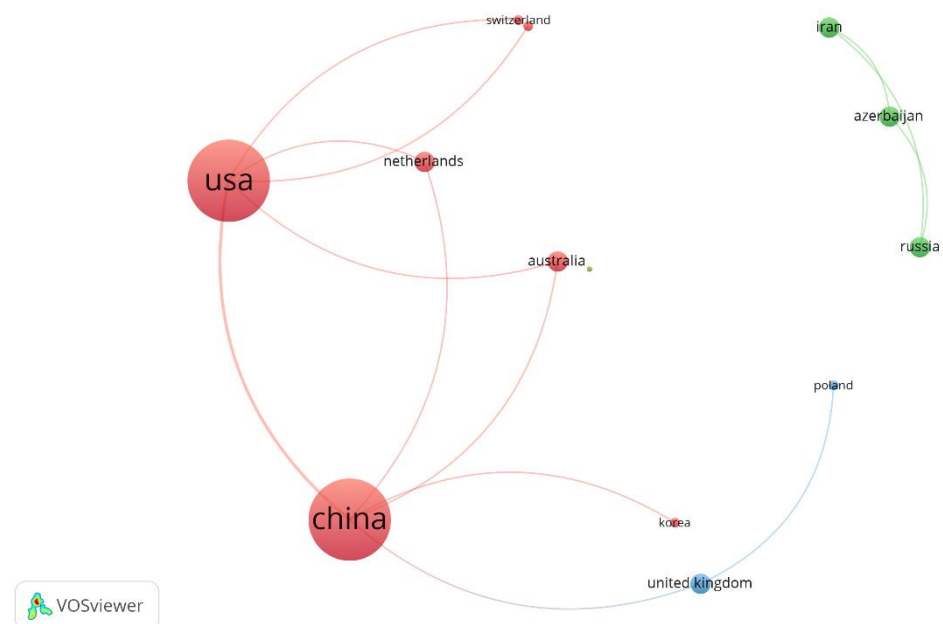 switzerland
iran
azerbaijan
netherlands
usa
russia
australia
poland
china
korea
united kingdom
VOSviewer